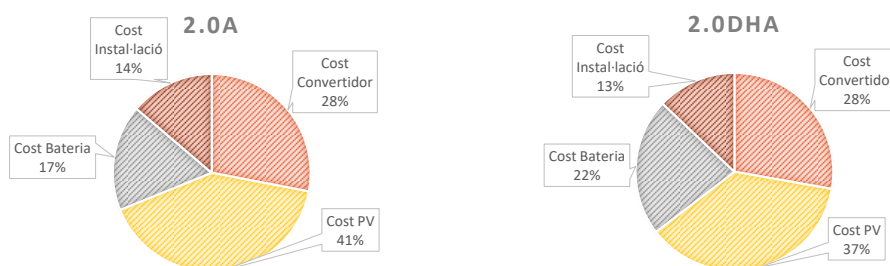 2.0A
Cost
Instal·lació
14%
Cost
Convertidor
28%
Cost Bateria
17%
Cost PV
41%
2.0DHA
Cost
Instal·lació
13%
Cost
Convertido
28%
Cost Bateria
22%
Cost PV
37%